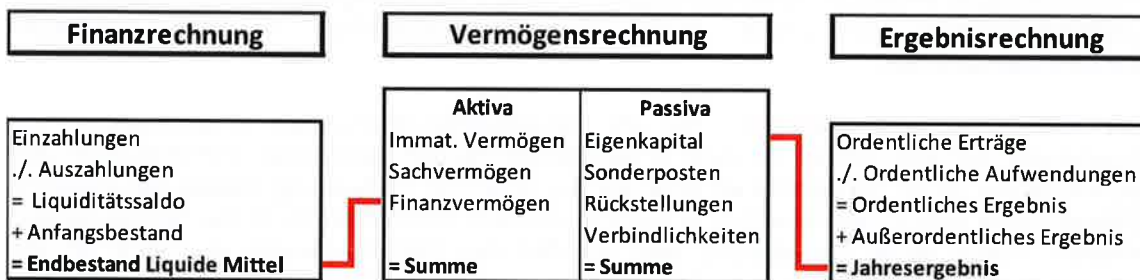 Finanzrechnung
Vermögensrechnung
Ergebnisrechnung
Einzahlungen
./. Auszahlungen
= Liquiditätssaldo
+ Anfangsbestand
= Endbestand Liquide Mittel
Aktiva
Immat. Vermögen
Sachvermögen
Finanzvermögen
= Summe
Passiva
Eigenkapital
Sonderposten
Rückstellungen
Verbindlichkeiten
= Summe
Ordentliche Erträge
./. Ordentliche Aufwendungen
= Ordentliches Ergebnis
+ Außerordentliches Ergebnis
= Jahresergebnis